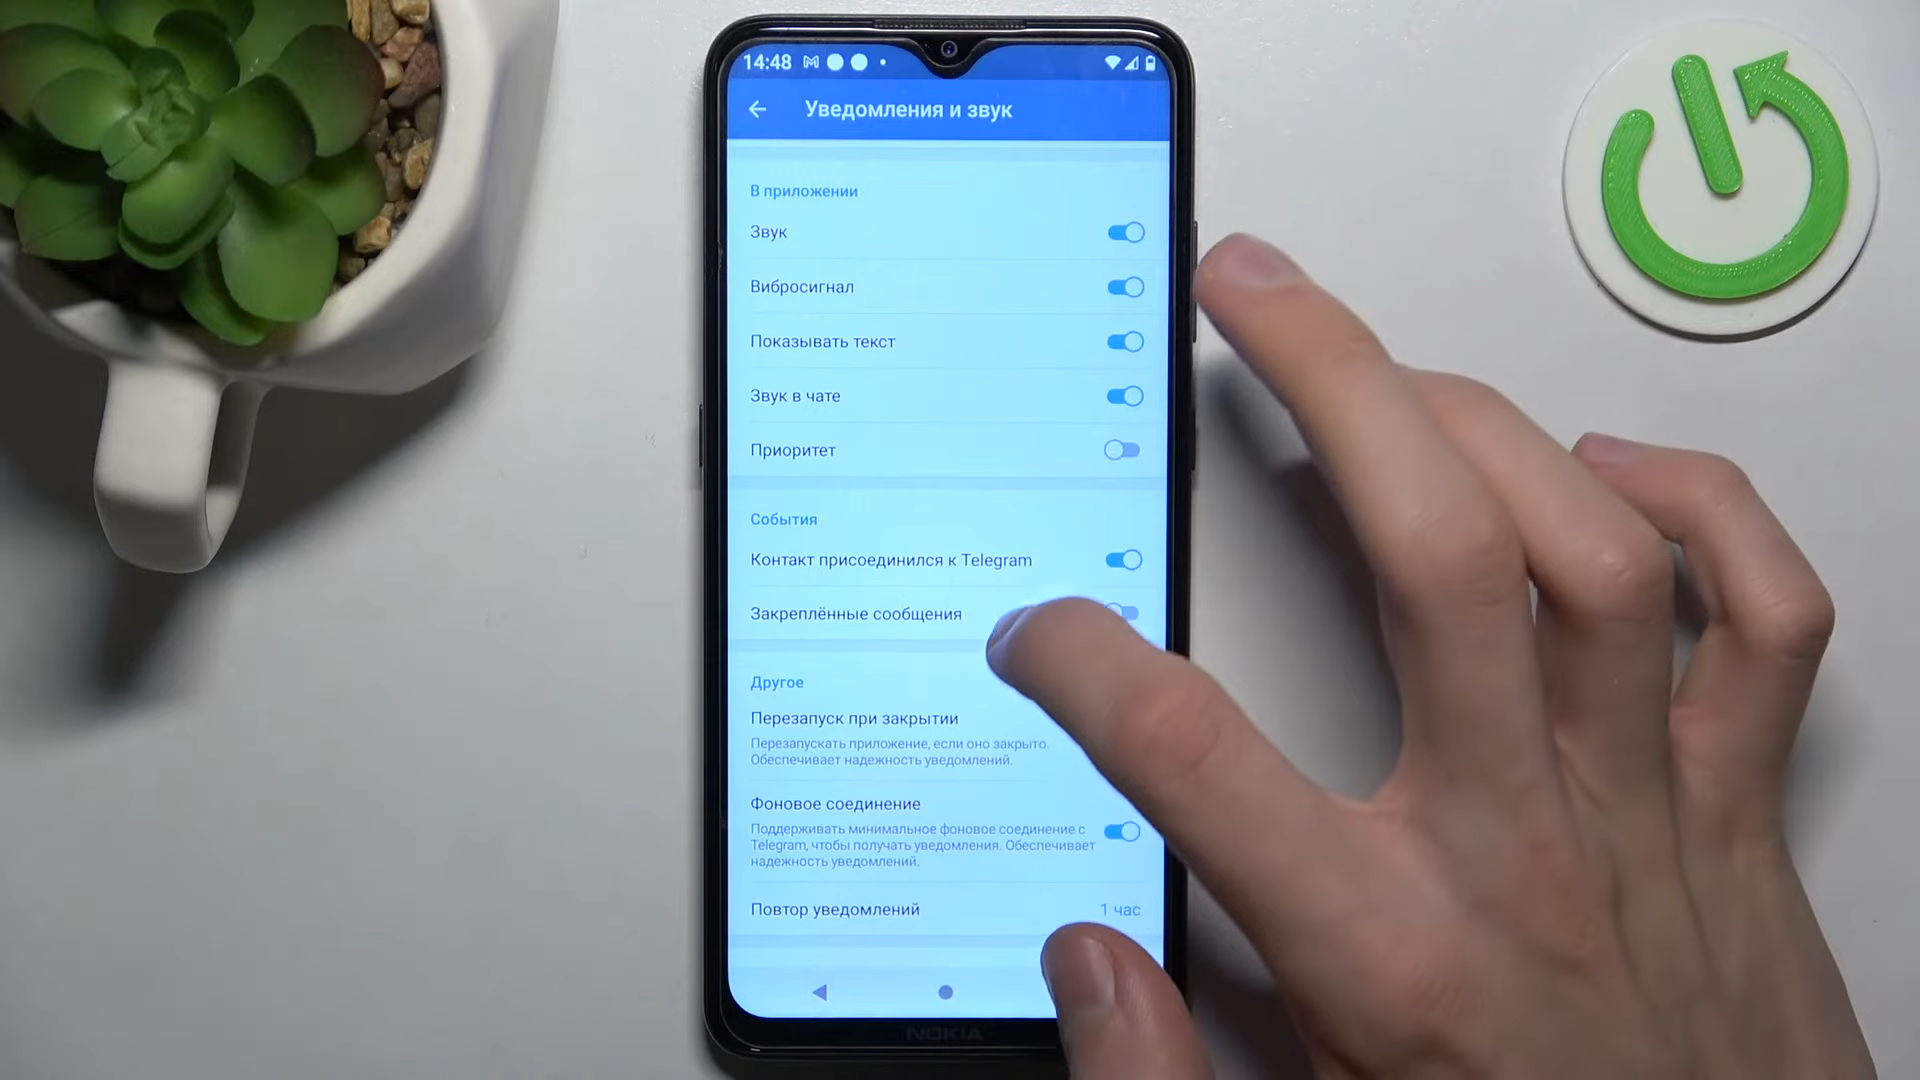 14:48
Уведомления и звук
В приложении
Звук
Вибросигнал
Показывать текст
Звук в чате
Приоритет
События
Контакт присоединился к Telegram
Закреплённые сообщения
Другое
Перезапуск при закрытии
Перезапускать приложение, если оно закрыто.
Обеспечивает надежность уведомлений.
Фоновое соединение
Поддерживать минимальное фоновое соединение с
Telegram, чтобы получать уведомления. Обеспечивает
надежность уведомлений.
Повтор уведомлений
1 час
NOKIA